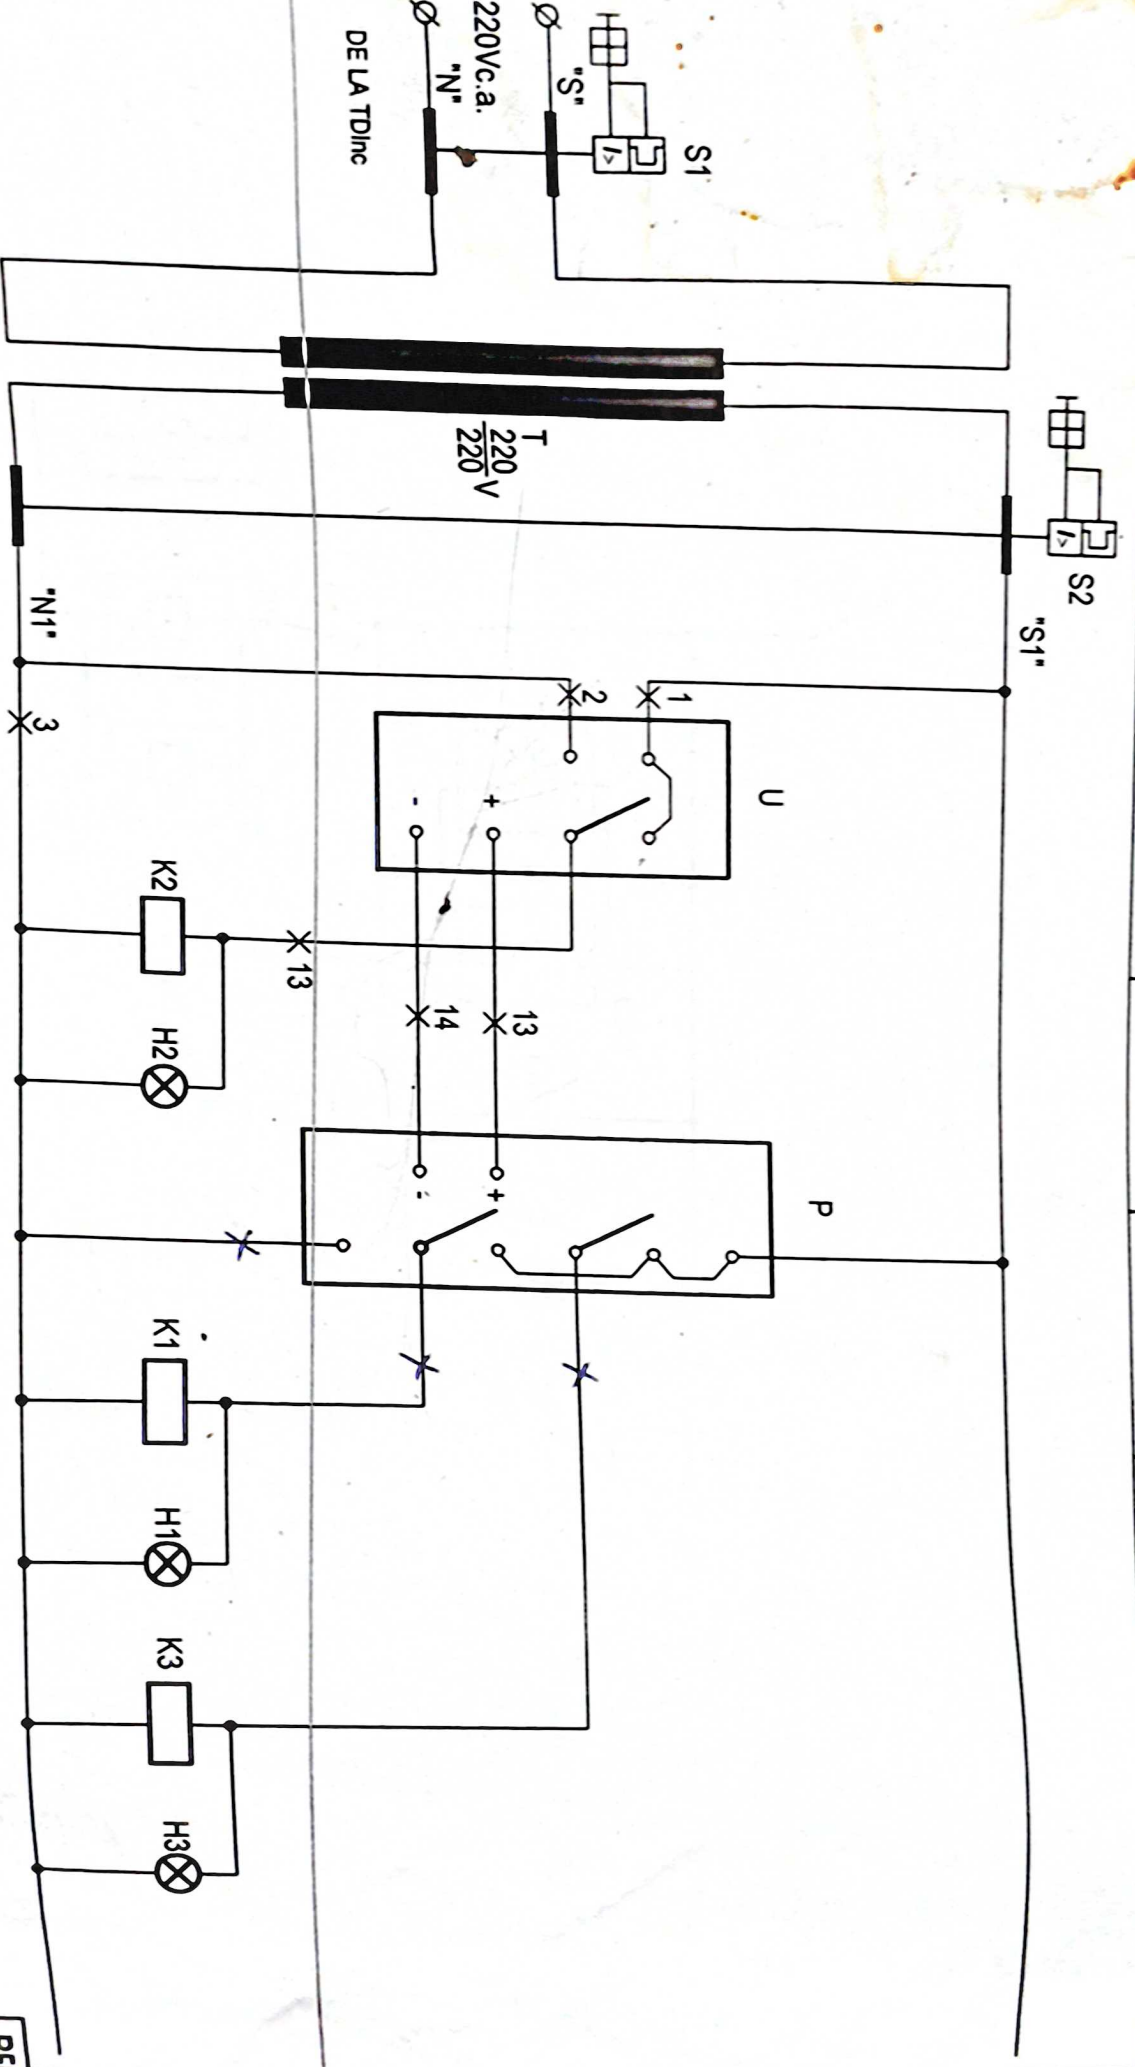 S1
I>
"S"
220Vc.a.
"N"
DE LA TDInc
T
220
220
V
S2
I>
"S1"
"N1"
1
2
3
U
+
-
K2
13
H2
13
14
P
+
-
K1
H1
K3
H3